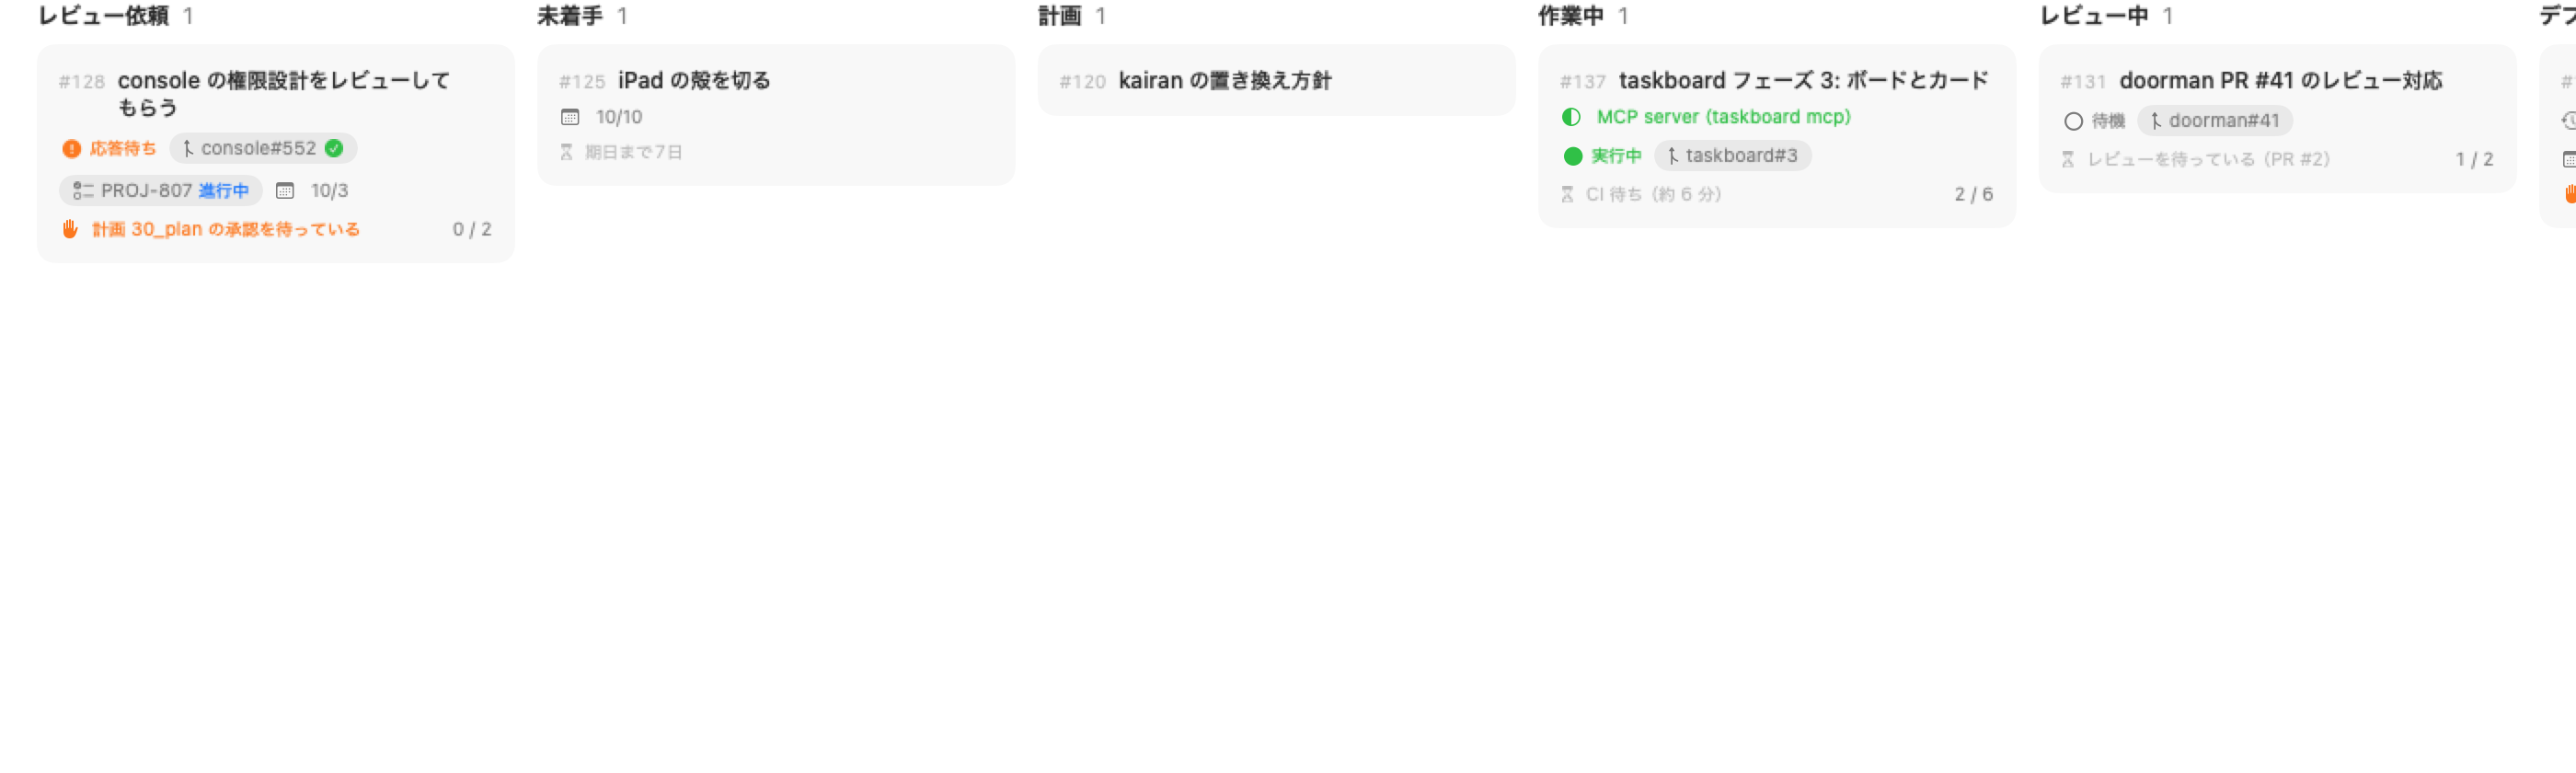 レビュー依頼 1
#128 console の権限設計をレビューして
もらう
応答待ち console#552
PROJ-807 進行中 10/3
計画 30_plan の承認を待っている 0 / 2
未着手 1
#125 iPad の殻を切る
10/10
期日まで7日
計画 1
#120 kairan の置き換え方針
作業中 1
#137 taskboard フェーズ 3: ボードとカード
MCP server (taskboard mcp)
実行中 taskboard#3
CI 待ち (約 6 分) 2 / 6
レビュー中 1
#131 doorman PR #41 のレビュー対応
待機 doorman#41
レビューを待っている (PR #2) 1 / 2
#